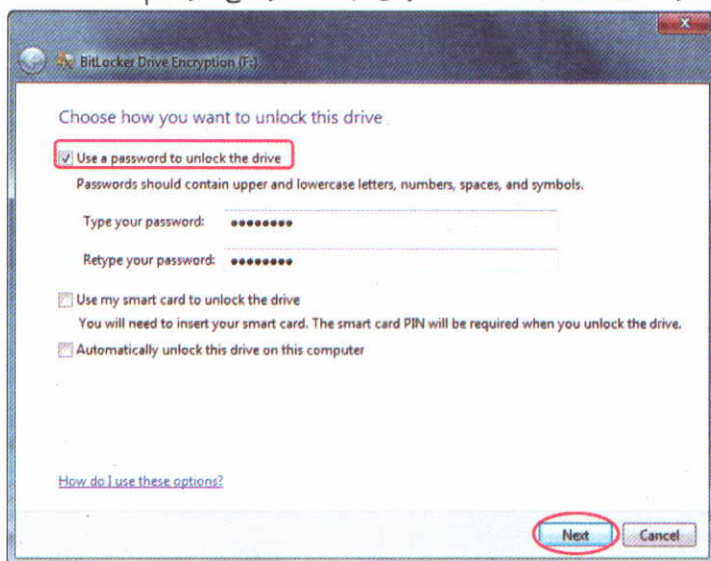 BitLocker Drive Encryption (F:)
Choose how you want to unlock this drive
Use a password to unlock the drive
Passwords should contain upper and lowercase letters, numbers, spaces, and symbols.
Type your password: ●●●●●●●●
Retype your password: ●●●●●●●●
Use my smart card to unlock the drive
You will need to insert your smart card. The smart card PIN will be required when you unlock the drive.
Automatically unlock this drive on this computer
How do I use these options?
Next Cancel